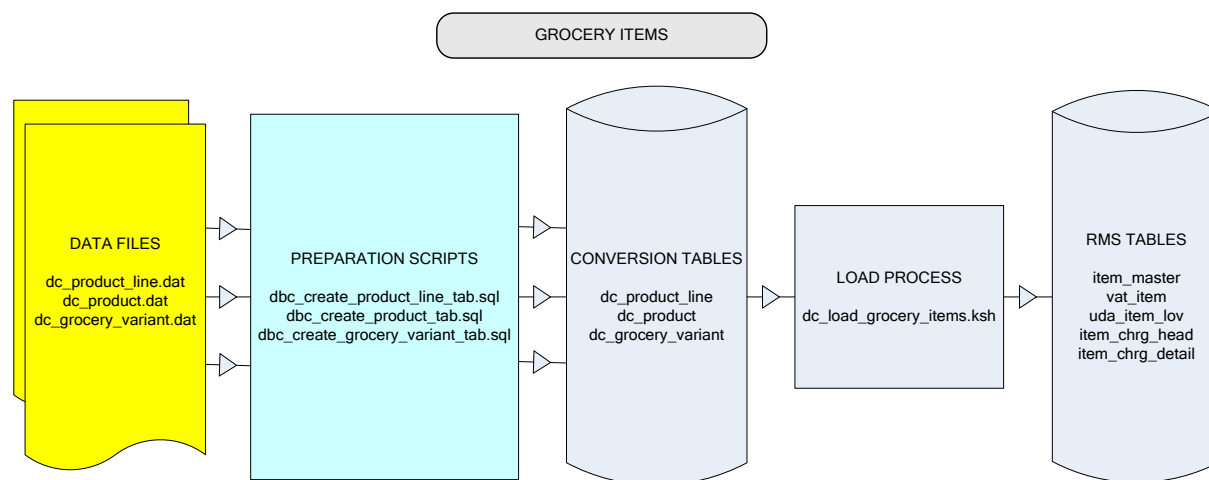 GROCERY ITEMS
DATA FILES
dc_product_line.dat
dc_product.dat
dc_grocery_variant.dat
PREPARATION SCRIPTS
dbc_create_product_line_tab.sql
dbc_create_product_tab.sql
dbc_create_grocery_variant_tab.sql
CONVERSION TABLES
dc_product_line
dc_product
dc_grocery_variant
LOAD PROCESS
dc_load_grocery_items.ksh
RMS TABLES
item_master
vat_item
uda_item_lov
item_chrg_head
item_chrg_detail